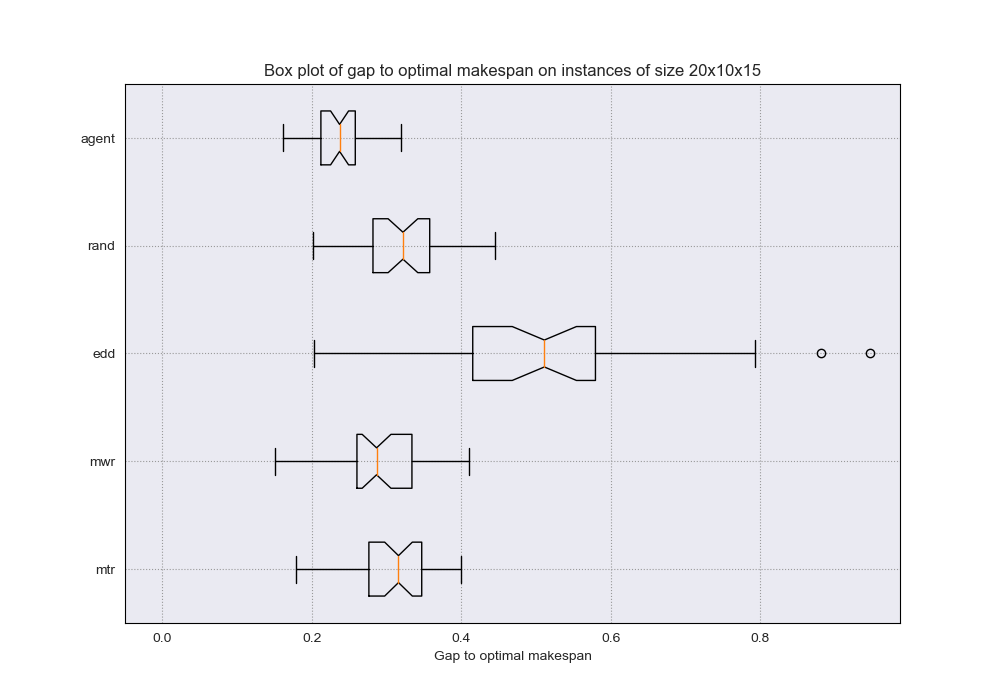 Box plot of gap to optimal makespan on instances of size 20x10x15
agent
rand
edd
mwr
mtr
0.0 0.2 0.4 0.6 0.8
Gap to optimal makespan